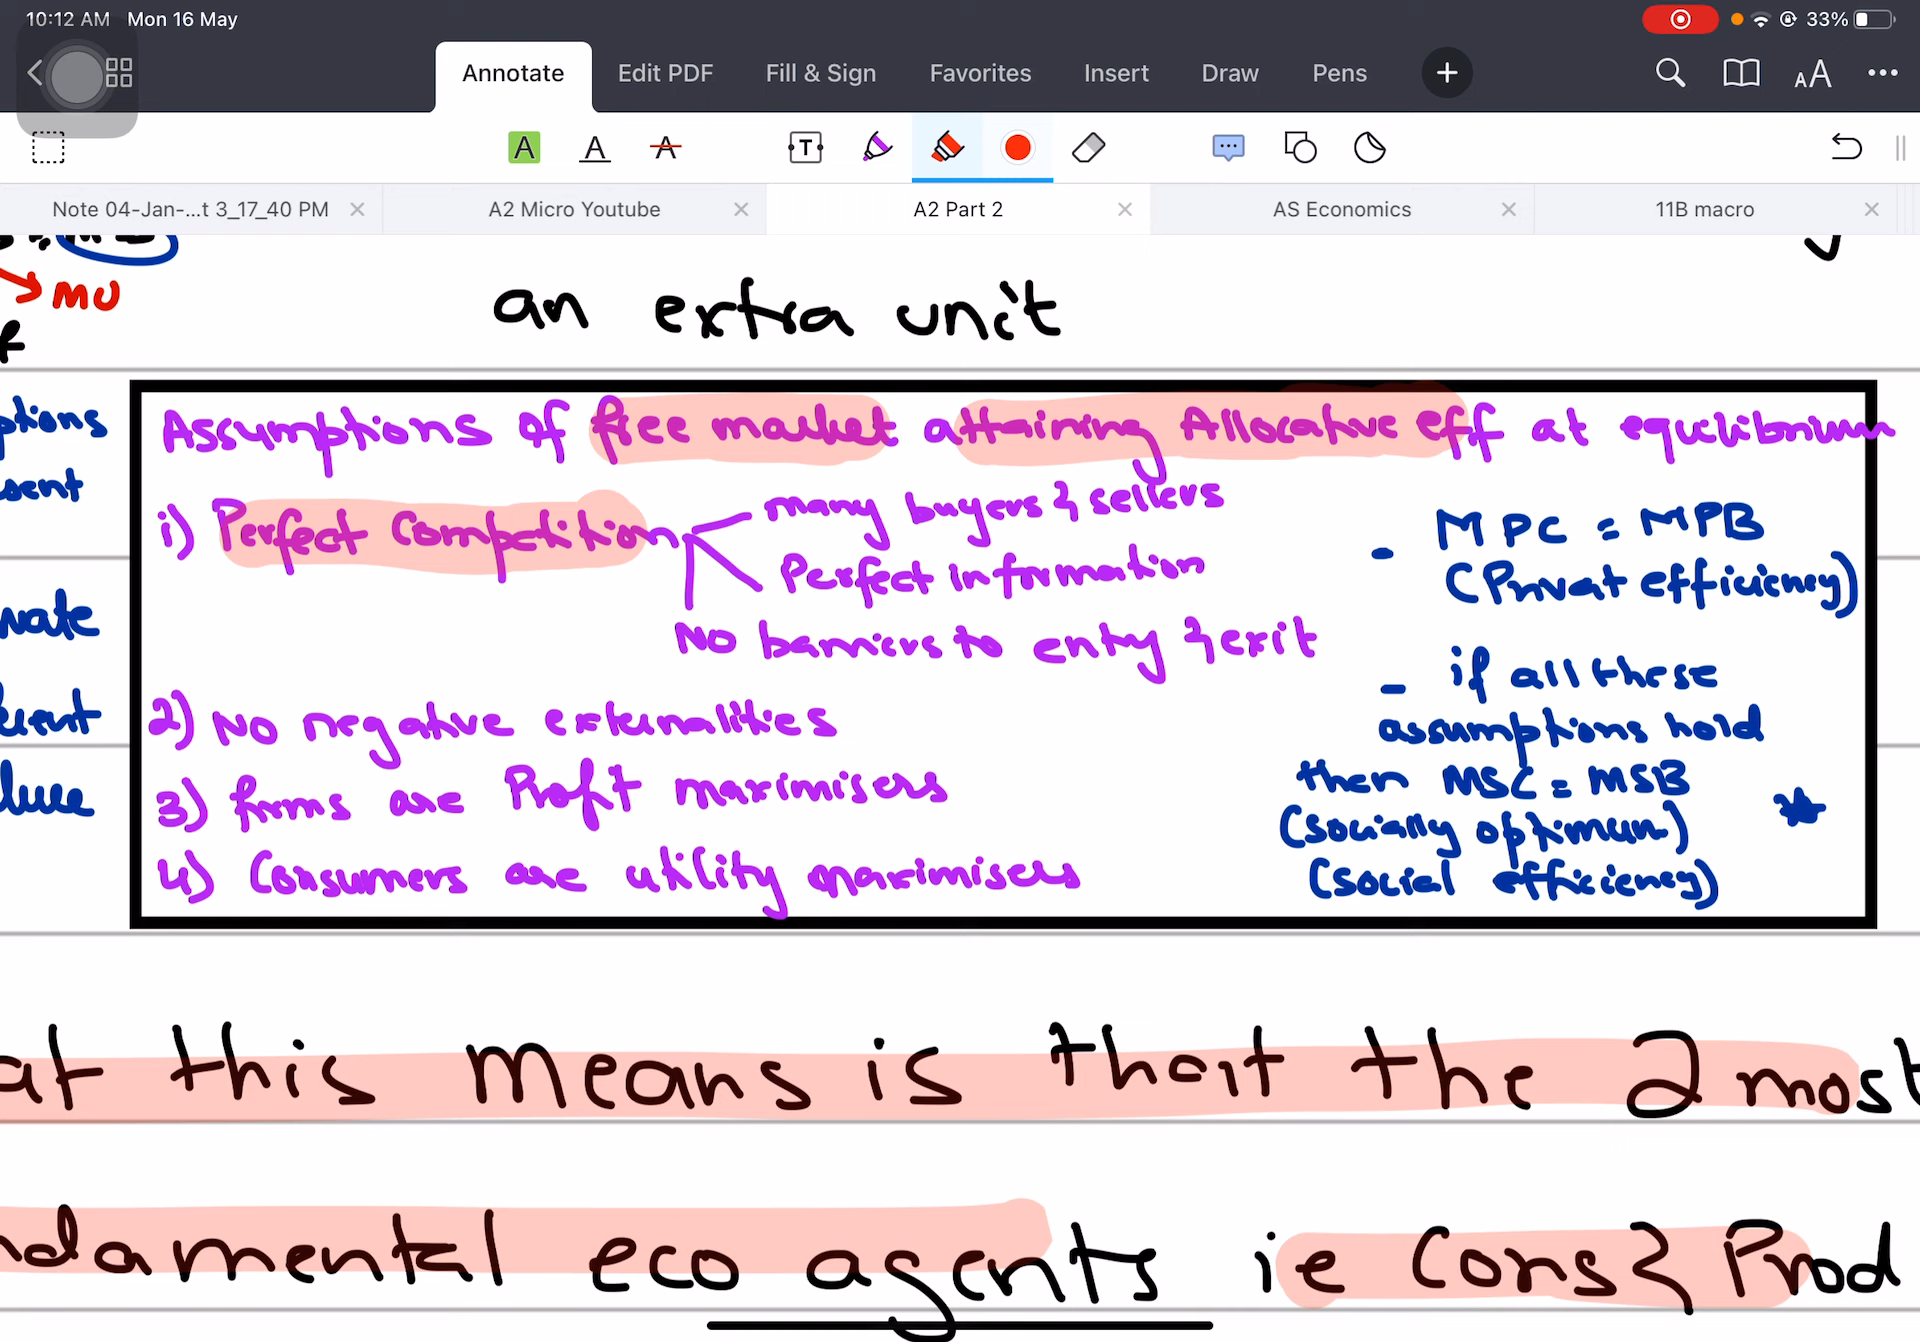 10:12 AM Mon 16 May
33%
Annotate Edit PDF Fill & Sign Favorites Insert Draw Pens
Note 04-Jan-...t 3_17_40 PM
A2 Micro Youtube
A2 Part 2
AS Economics
11B macro
MU
an extra unit
Assumptions of free market attaining Allocative eff at equilibrium
i) Perfect Competition
many buyers & sellers
Perfect information
No barriers to entry & exit
2) No negative externalities
3) firms are Profit maximisers
4) Consumers are utility maximisers
- MPC = MPB
(Privat efficiency)
- if all these
assumptions hold
then MSC = MSB
(socially optimum)
(social efficiency)
at this means is that the 2 most
ndamental eco agents ie Cons & Prod